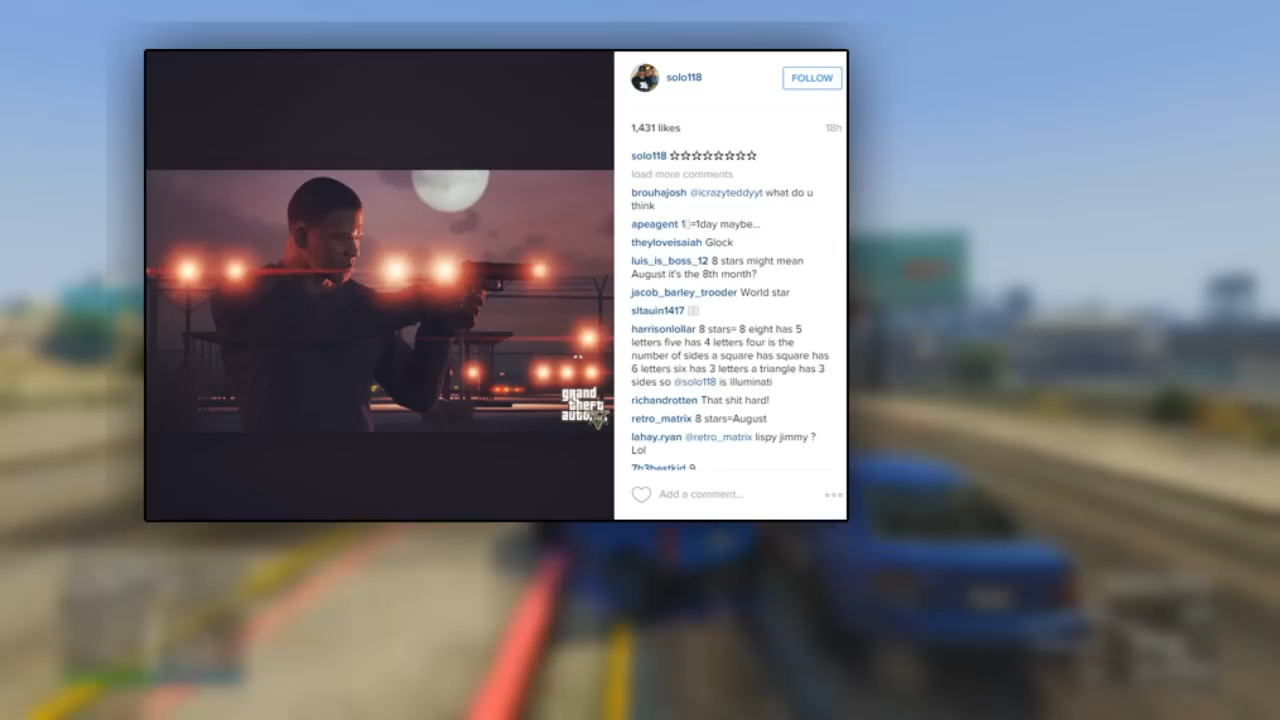 solo118
FOLLOW
1,431 likes
18h
solo118 ☆☆☆☆☆☆☆☆
load more comments
brouhajosh @icrazyteddyyt what do u
think
apeagent 1▯=1day maybe...
theyloveisaiah Glock
luis_is_boss_12 8 stars might mean
August it's the 8th month?
jacob_barley_trooder World star
sltauin1417 ▯▯
harrisonlollar 8 stars= 8 eight has 5
letters five has 4 letters four is the
number of sides a square has square has
6 letters six has 3 letters a triangle has 3
sides so @solo118 is illuminati
richandrotten That shit hard!
retro_matrix 8 stars=August
lahay.ryan @retro_matrix lispy jimmy ?
Lol
7h3bestkid 9
Add a comment...
grand
theft
auto V